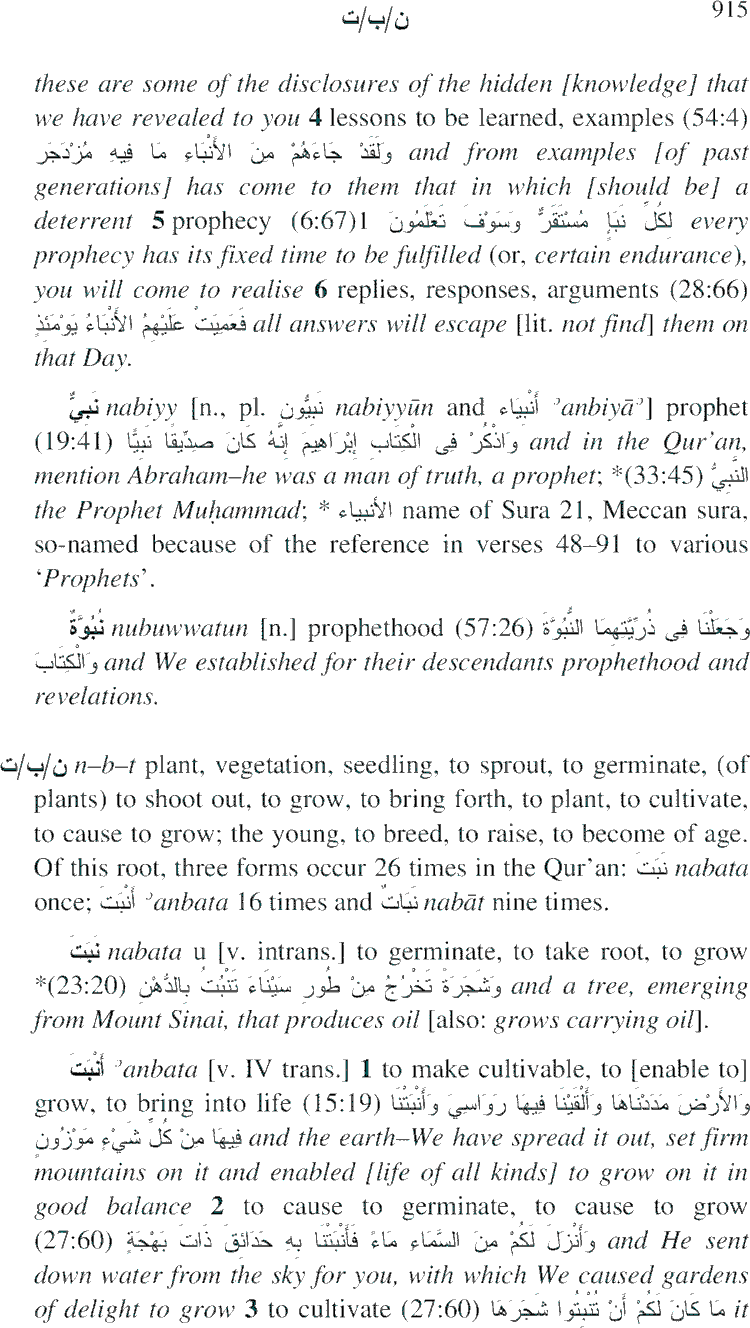 ن/ب/ت 915
these are some of the disclosures of the hidden [knowledge] that
we have revealed to you 4 lessons to be learned, examples (54:4)
وَلَقَدْ جَاءَهُمْ مِنَ الأَنْبَاءِ مَا فِيهِ مُزْدَجَر and from examples [of past
generations] has come to them that in which [should be] a
deterrent 5 prophecy (6:67)1 لِكُلِّ نَبَإٍ مُسْتَقَرٌّ وَسَوْفَ تَعْلَمُونَ every
prophecy has its fixed time to be fulfilled (or, certain endurance),
you will come to realise 6 replies, responses, arguments (28:66)
فَعَمِيَتْ عَلَيْهِمُ الأَنْبَاءُ يَوْمَئِذٍ all answers will escape [lit. not find] them on
that Day.
نَبِيٌّ nabiyy [n., pl. نَبِيُّون nabiyyūn and أَنْبِيَاء ʾanbiyāʾ] prophet
(19:41) وَاذْكُرْ فِى الْكِتَابِ إِبْرَاهِيمَ إِنَّهُ كَانَ صِدِّيقًا نَبِيًّا and in the Qur’an,
mention Abraham–he was a man of truth, a prophet; *(33:45) النَّبِيُّ
the Prophet Muḥammad; * الأنبياء name of Sura 21, Meccan sura,
so-named because of the reference in verses 48–91 to various
‘Prophets’.
نُبُوَّةٌ nubuwwatun [n.] prophethood (57:26) وَجَعَلْنَا فِى ذُرِّيَّتِهِمَا النُّبُوَّةَ
وَالْكِتَابَ and We established for their descendants prophethood and
revelations.
ن/ب/ت n–b–t plant, vegetation, seedling, to sprout, to germinate, (of
plants) to shoot out, to grow, to bring forth, to plant, to cultivate,
to cause to grow; the young, to breed, to raise, to become of age.
Of this root, three forms occur 26 times in the Qur’an: نَبَتَ nabata
once; أَنْبَتَ ʾanbata 16 times and نَبَاتٌ nabāt nine times.
نَبَتَ nabata u [v. intrans.] to germinate, to take root, to grow
*(23:20) وَشَجَرَةً تَخْرُجُ مِنْ طُورِ سَيْنَاءَ تَنْبُتُ بِالدُّهْنِ and a tree, emerging
from Mount Sinai, that produces oil [also: grows carrying oil].
أَنْبَتَ ʾanbata [v. IV trans.] 1 to make cultivable, to [enable to]
grow, to bring into life (15:19) وَالأَرْضَ مَدَدْنَاهَا وَأَلْقَيْنَا فِيهَا رَوَاسِيَ وَأَنْبَتْنَا
فِيهَا مِنْ كُلِّ شَيْءٍ مَوْزُونٍ and the earth–We have spread it out, set firm
mountains on it and enabled [life of all kinds] to grow on it in
good balance 2 to cause to germinate, to cause to grow
(27:60) وَأَنْزَلَ لَكُمْ مِنَ السَّمَاءِ مَاءً فَأَنْبَتْنَا بِهِ حَدَائِقَ ذَاتَ بَهْجَةٍ and He sent
down water from the sky for you, with which We caused gardens
of delight to grow 3 to cultivate (27:60) مَا كَانَ لَكُمْ أَنْ تُنْبِتُوا شَجَرَهَا it